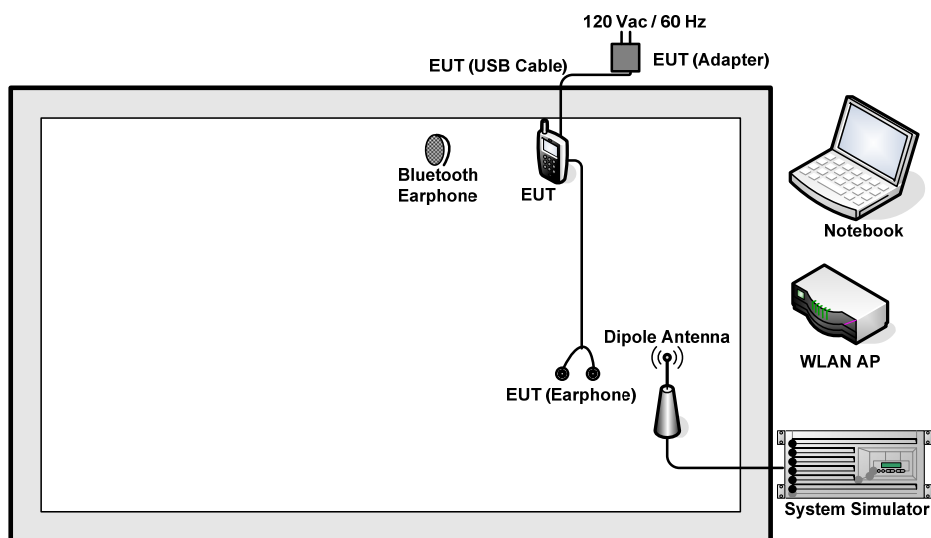 120 Vac / 60 Hz
EUT (USB Cable)
EUT (Adapter)
Bluetooth
Earphone
EUT
Notebook
Dipole Antenna
WLAN AP
EUT (Earphone)
System Simulator